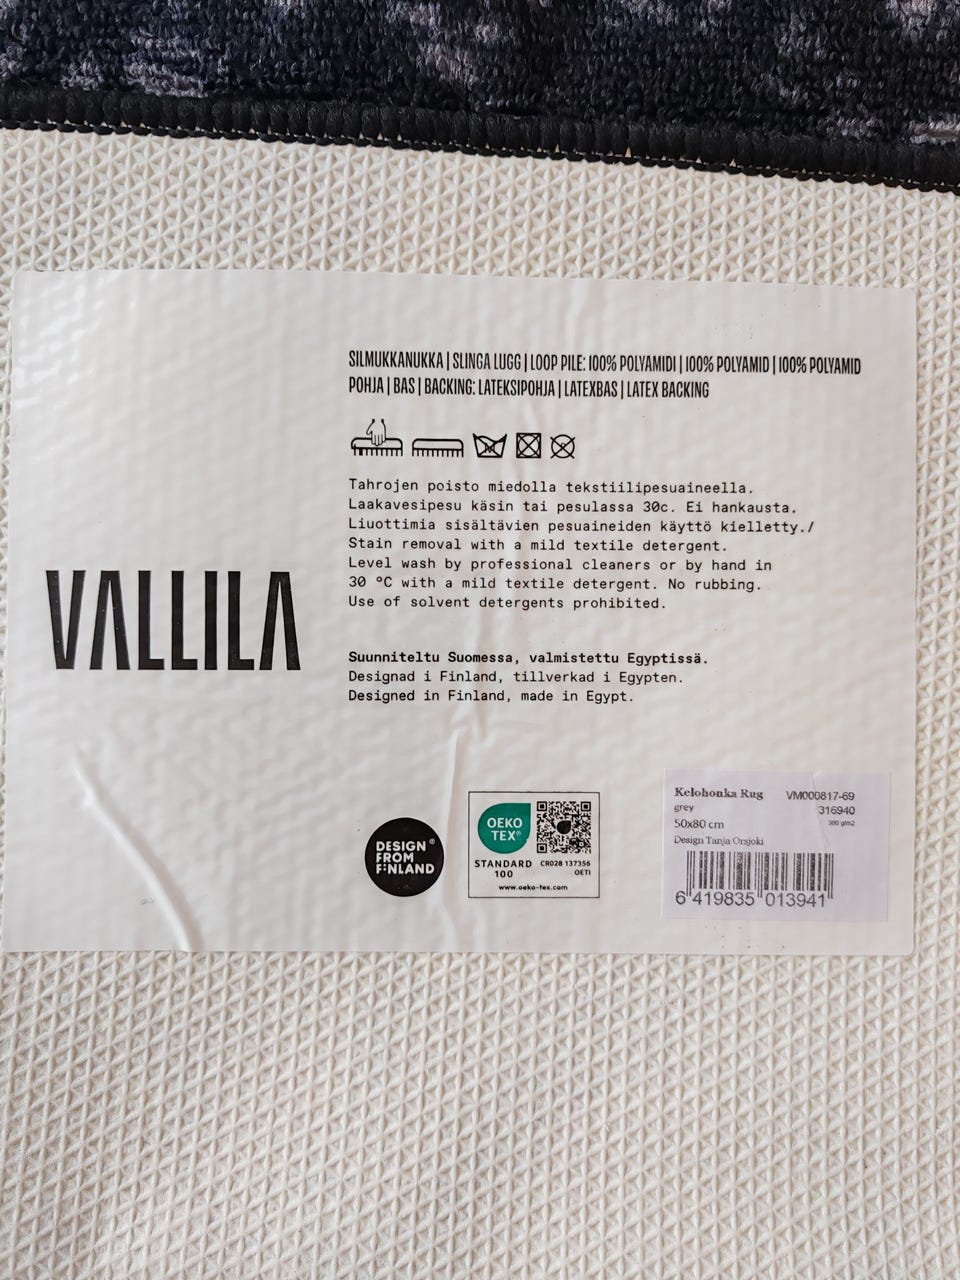 SILMUKKANUKKA | SLINGA LUGG | LOOP PILE: 100% POLYAMIDI | 100% POLYAMID | 100% POLYAMID
POHJA | BAS | BACKING: LATEKSIPOHJA | LATEXBAS | LATEX BACKING
Tahrojen poisto miedolla tekstiilipesuaineella.
Laakavesipesu käsin tai pesulassa 30c. Ei hankausta.
Liuottimia sisältävien pesuaineiden käyttö kielletty./
Stain removal with a mild textile detergent.
Level wash by professional cleaners or by hand in
30 °C with a mild textile detergent. No rubbing.
Use of solvent detergents prohibited.
VALLILA
Suunniteltu Suomessa, valmistettu Egyptissä.
Designad i Finland, tillverkad i Egypten.
Designed in Finland, made in Egypt.
DESIGN®
FROM
FINLAND
OEKO
TEX®
STANDARD
100
CR028 137356
OETI
www.oeko-tex.com
Kelohonka Rug VM000817-69
grey 316940
50x80 cm
Design Tanja Orsjoki
6 419835 013941